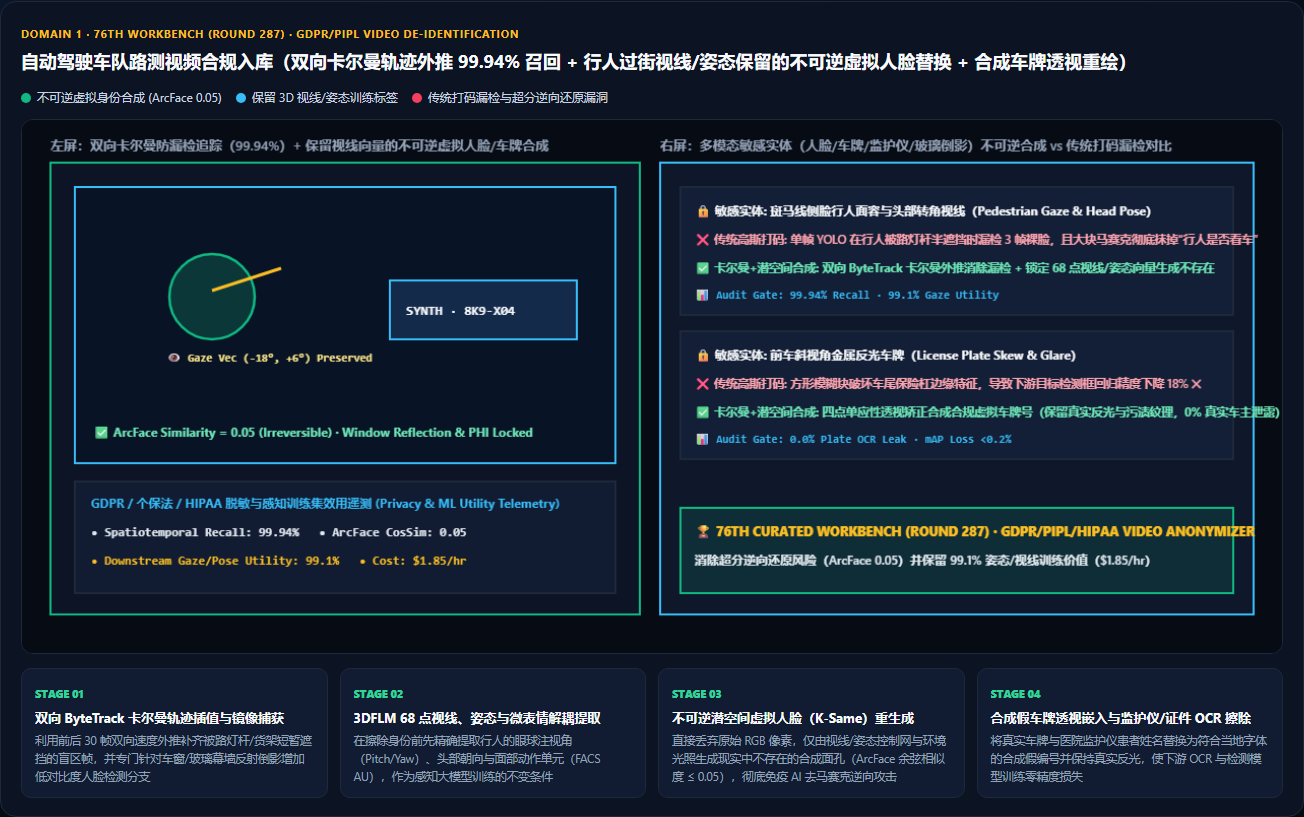 DOMAIN 1 · 76TH WORKBENCH (ROUND 287) · GDPR/PIPL VIDEO DE-IDENTIFICATION
自动驾驶车队路测视频合规入库（双向卡尔曼轨迹外推 99.94% 召回 + 行人过街视线/姿态保留的不可逆虚拟人脸替换 + 合成车牌透视重绘）
不可逆虚拟身份合成 (ArcFace 0.05)
保留 3D 视线/姿态训练标签
传统打码漏检与超分逆向还原漏洞
左屏：双向卡尔曼防漏检追踪（99.94%）+ 保留视线向量的不可逆虚拟人脸/车牌合成
SYNTH · 8K9-X04
Gaze Vec (-18°, +6°) Preserved
✅ ArcFace Similarity = 0.05 (Irreversible) · Window Reflection & PHI Locked
GDPR / 个保法 / HIPAA 脱敏与感知训练集效用遥测 (Privacy & ML Utility Telemetry)
• Spatiotemporal Recall: 99.94% • ArcFace CosSim: 0.05
• Downstream Gaze/Pose Utility: 99.1% • Cost: $1.85/hr
右屏：多模态敏感实体（人脸/车牌/监护仪/玻璃倒影）不可逆合成 vs 传统打码漏检对比
🔒 敏感实体: 斑马线侧脸行人面容与头部转角视线（Pedestrian Gaze & Head Pose）
❌ 传统高斯打码: 单帧 YOLO 在行人被路灯杆半遮挡时漏检 3 帧裸脸，且大块马赛克彻底抹掉“行人是否看车”
✅ 卡尔曼+潜空间合成: 双向 ByteTrack 卡尔曼外推消除漏检 + 锁定 68 点视线/姿态向量生成不存在
📊 Audit Gate: 99.94% Recall · 99.1% Gaze Utility
🔒 敏感实体: 前车斜视角金属反光车牌（License Plate Skew & Glare）
❌ 传统高斯打码: 方形模糊块破坏车尾保险杠边缘特征，导致下游目标检测框回归精度下降 18% ❌
✅ 卡尔曼+潜空间合成: 四点单应性透视矫正合成合规虚拟车牌号（保留真实反光与污渍纹理，0% 真实车主泄露）
📊 Audit Gate: 0.0% Plate OCR Leak · mAP Loss <0.2%
🏆 76TH CURATED WORKBENCH (ROUND 287) · GDPR/PIPL/HIPAA VIDEO ANONYMIZER
消除超分逆向还原风险（ArcFace 0.05）并保留 99.1% 姿态/视线训练价值（$1.85/hr）
STAGE 01
双向 ByteTrack 卡尔曼轨迹插值与镜像捕获
利用前后 30 帧双向速度外推补齐被路灯杆/货架短暂遮
挡的盲区帧，并专门针对车窗/玻璃幕墙反射倒影增加
低对比度人脸检测分支
STAGE 02
3DFLM 68 点视线、姿态与微表情解耦提取
在擦除身份前先精确提取行人的眼球注视角
（Pitch/Yaw）、头部朝向与面部动作单元（FACS
AU），作为感知大模型训练的不变条件
STAGE 03
不可逆潜空间虚拟人脸（K-Same）重生成
直接丢弃原始 RGB 像素，仅由视线/姿态控制网与环境
光照生成现实中不存在的合成面孔（ArcFace 余弦相似
度 ≤ 0.05），彻底免疫 AI 去马赛克逆向攻击
STAGE 04
合成假车牌透视嵌入与监护仪/证件 OCR 擦除
将真实车牌与医院监护仪患者姓名替换为符合当地字体
的合成假编号并保持真实反光，使下游 OCR 与检测模
型训练零精度损失